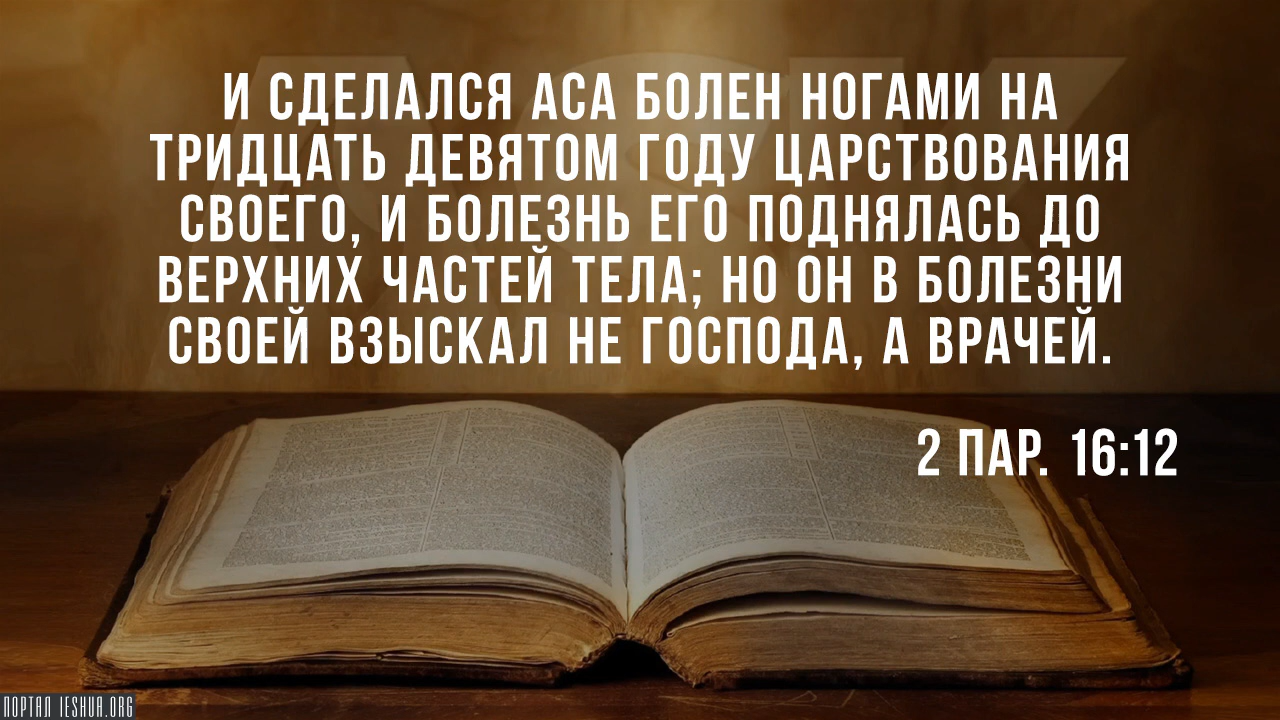 И СДЕЛАЛСЯ АСА БОЛЕН НОГАМИ НА
ТРИДЦАТЬ ДЕВЯТОМ ГОДУ ЦАРСТВОВАНИЯ
СВОЕГО, И БОЛЕЗНЬ ЕГО ПОДНЯЛАСЬ ДО
ВЕРХНИХ ЧАСТЕЙ ТЕЛА; НО ОН В БОЛЕЗНИ
СВОЕЙ ВЗЫСКАЛ НЕ ГОСПОДА, А ВРАЧЕЙ.
2 ПАР. 16:12
ПОРТАЛ IESHUA.ORG